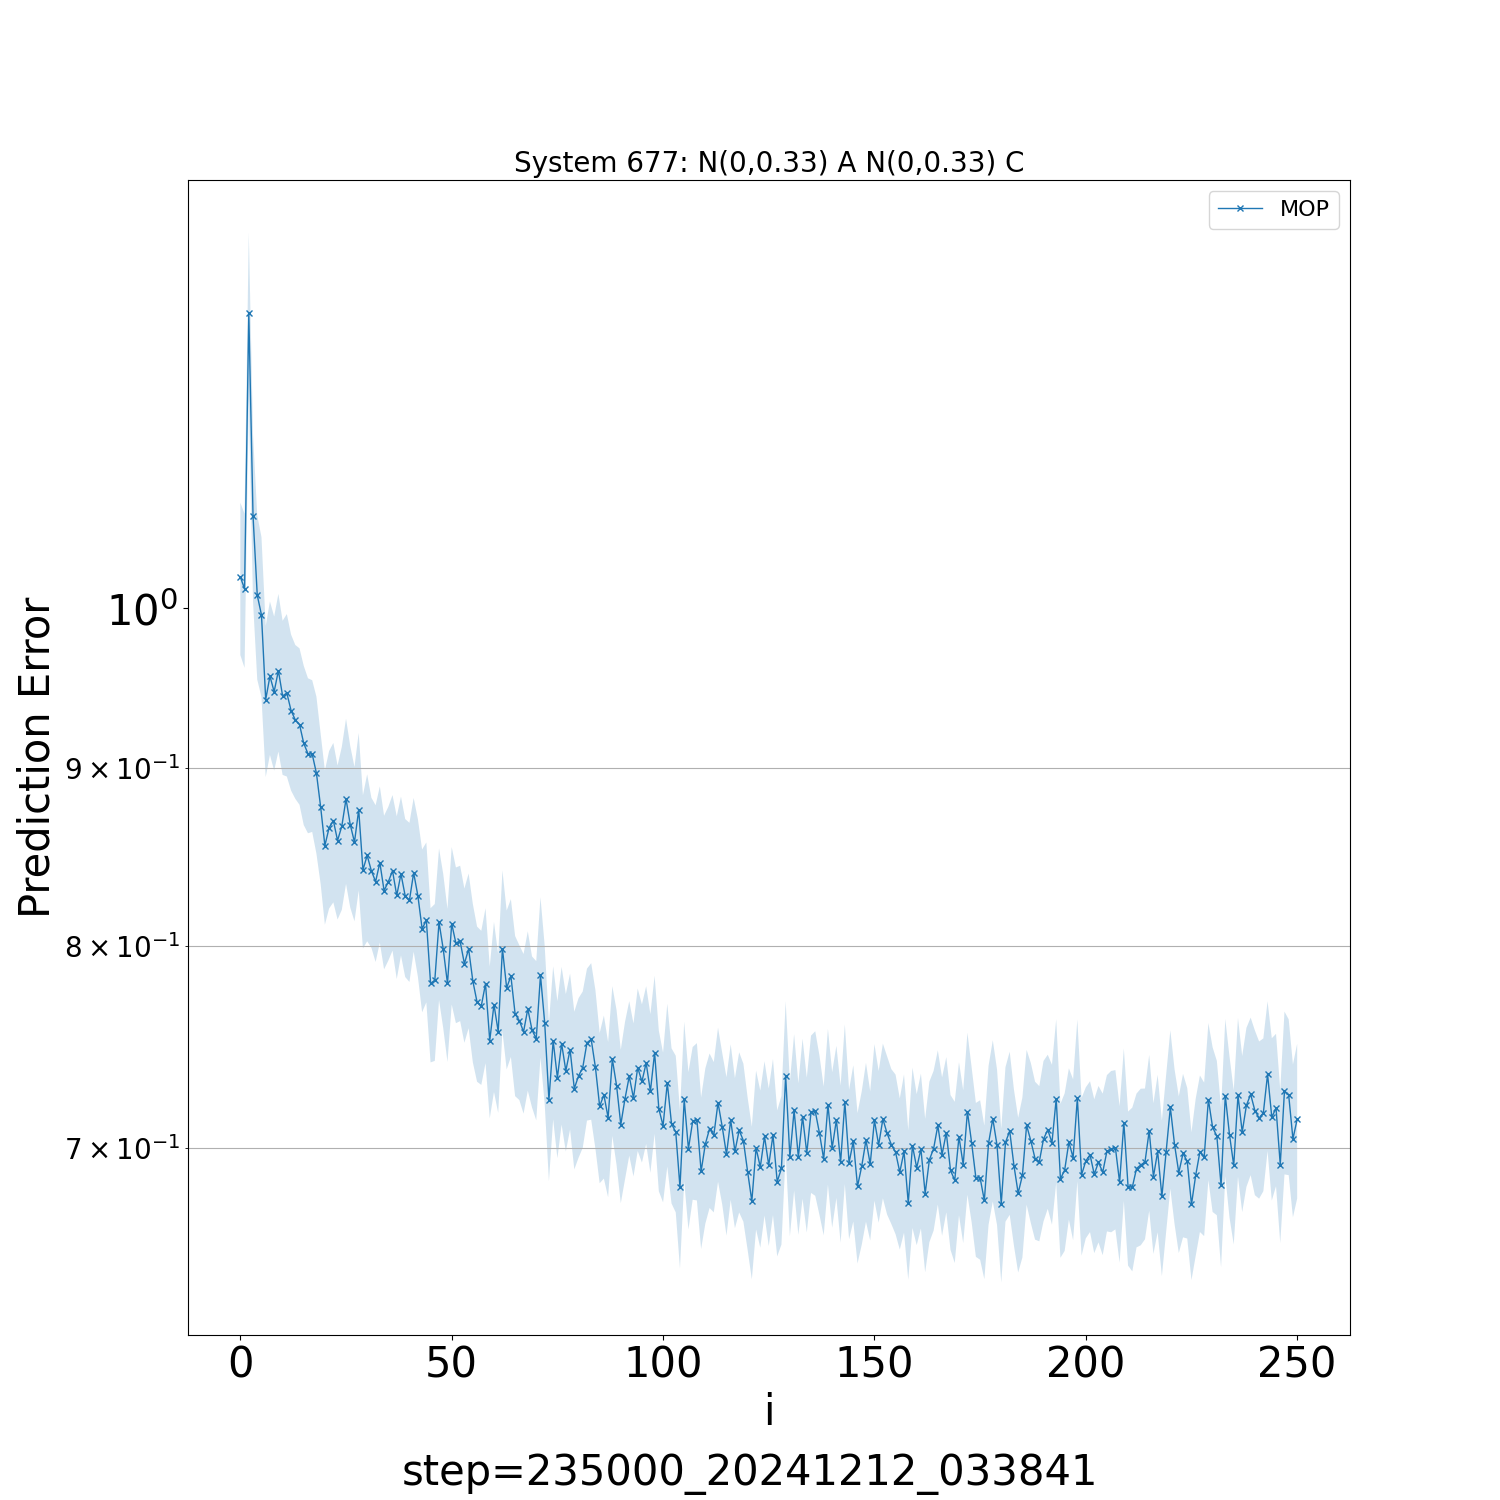 System 677: N(0,0.33) A N(0,0.33) C
MOP
Prediction Error
10⁰
9 × 10⁻¹
8 × 10⁻¹
7 × 10⁻¹
0 50 100 150 200 250
i
step=235000_20241212_033841